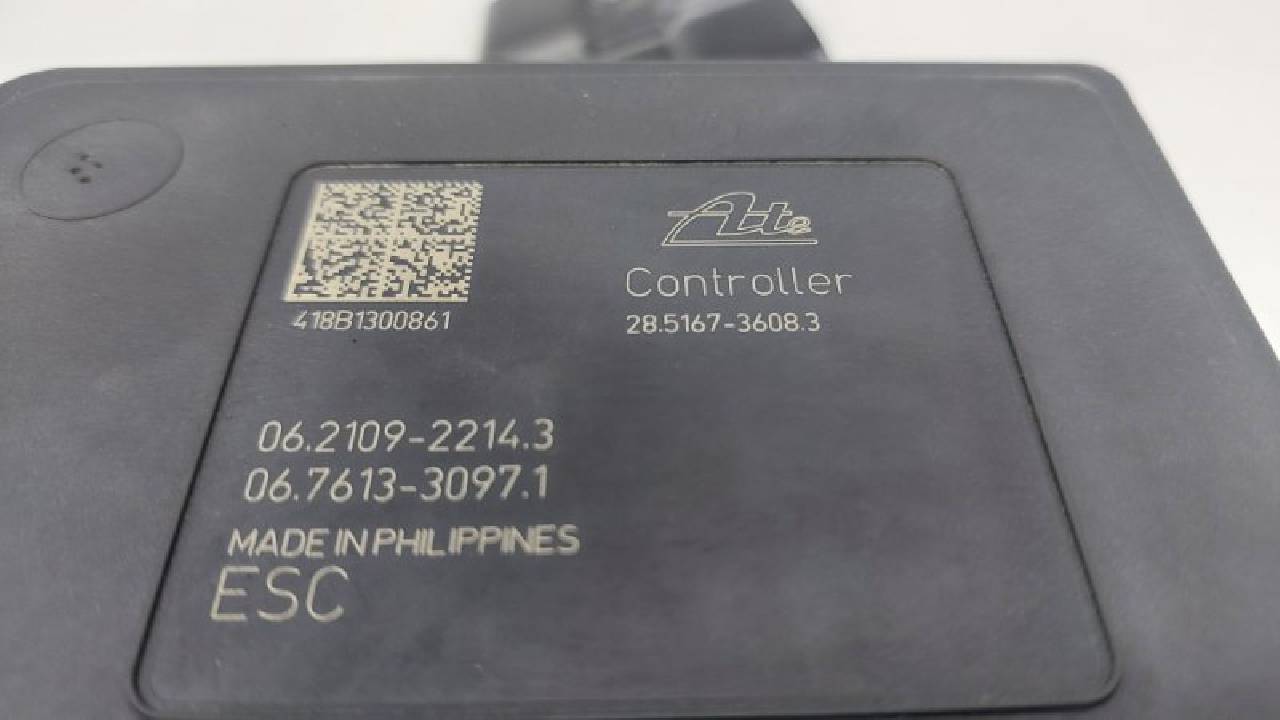 Ate
418B1300861
Controller
28.5167-3608.3
06.2109-2214.3
06.7613-3097.1
MADE IN PHILIPPINES
ESC